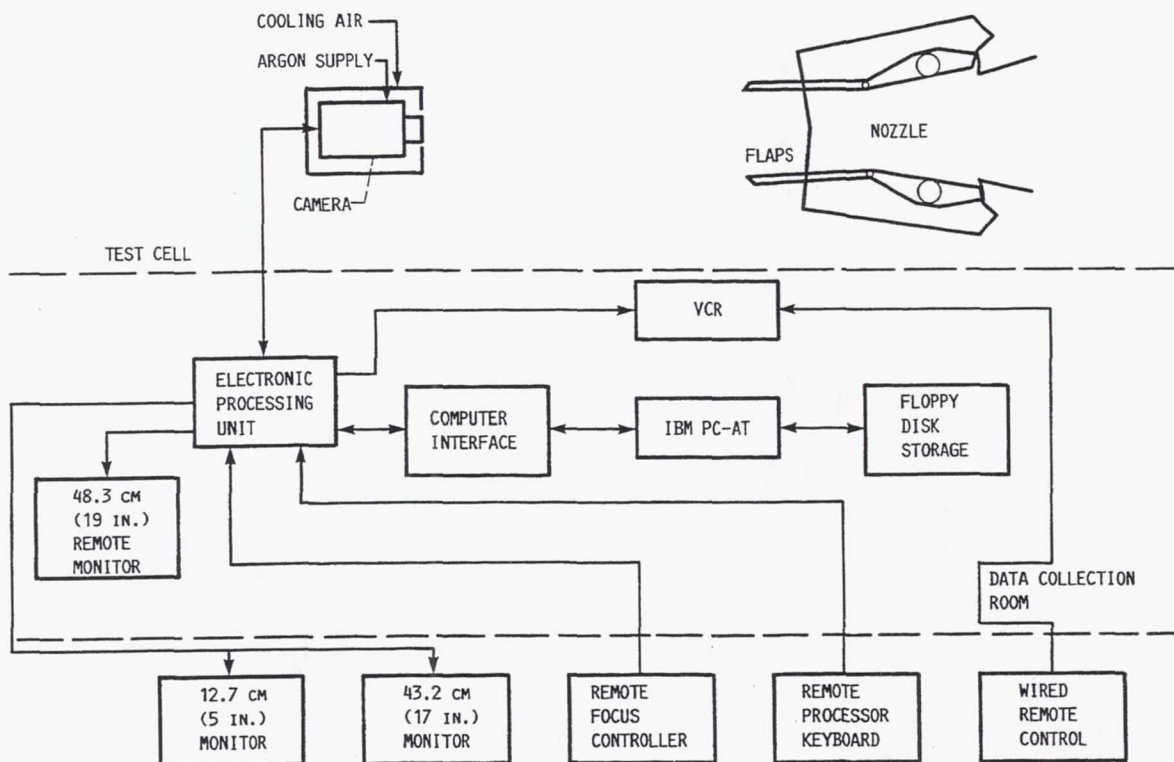 COOLING AIR
ARGON SUPPLY
CAMERA
NOZZLE
FLAPS
TEST CELL
VCR
ELECTRONIC
PROCESSING
UNIT
COMPUTER
INTERFACE
IBM PC-AT
FLOPPY
DISK
STORAGE
48.3 CM
(19 IN.)
REMOTE
MONITOR
DATA COLLECTION
ROOM
12.7 CM
(5 IN.)
MONITOR
43.2 CM
(17 IN.)
MONITOR
REMOTE
FOCUS
CONTROLLER
REMOTE
PROCESSOR
KEYBOARD
WIRED
REMOTE
CONTROL